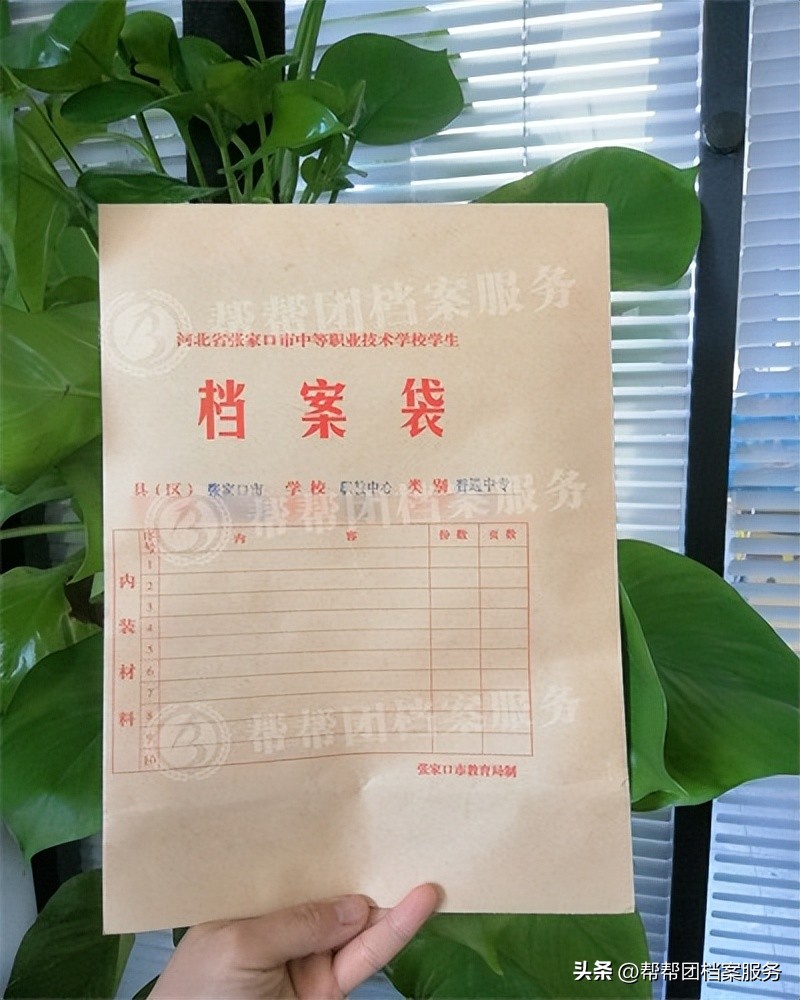 帮帮团档案服务
河北省张家口市中等职业技术学校学生
档案袋
县（区） 张家口市 学校 职教中心 类别 普通中专
帮帮团档案服务
内装材料
序号 内容 份数 页数
1
2
3
4
5
6
7
8
9
10
帮帮团档案服务
张家口市教育局制
头条 @帮帮团档案服务